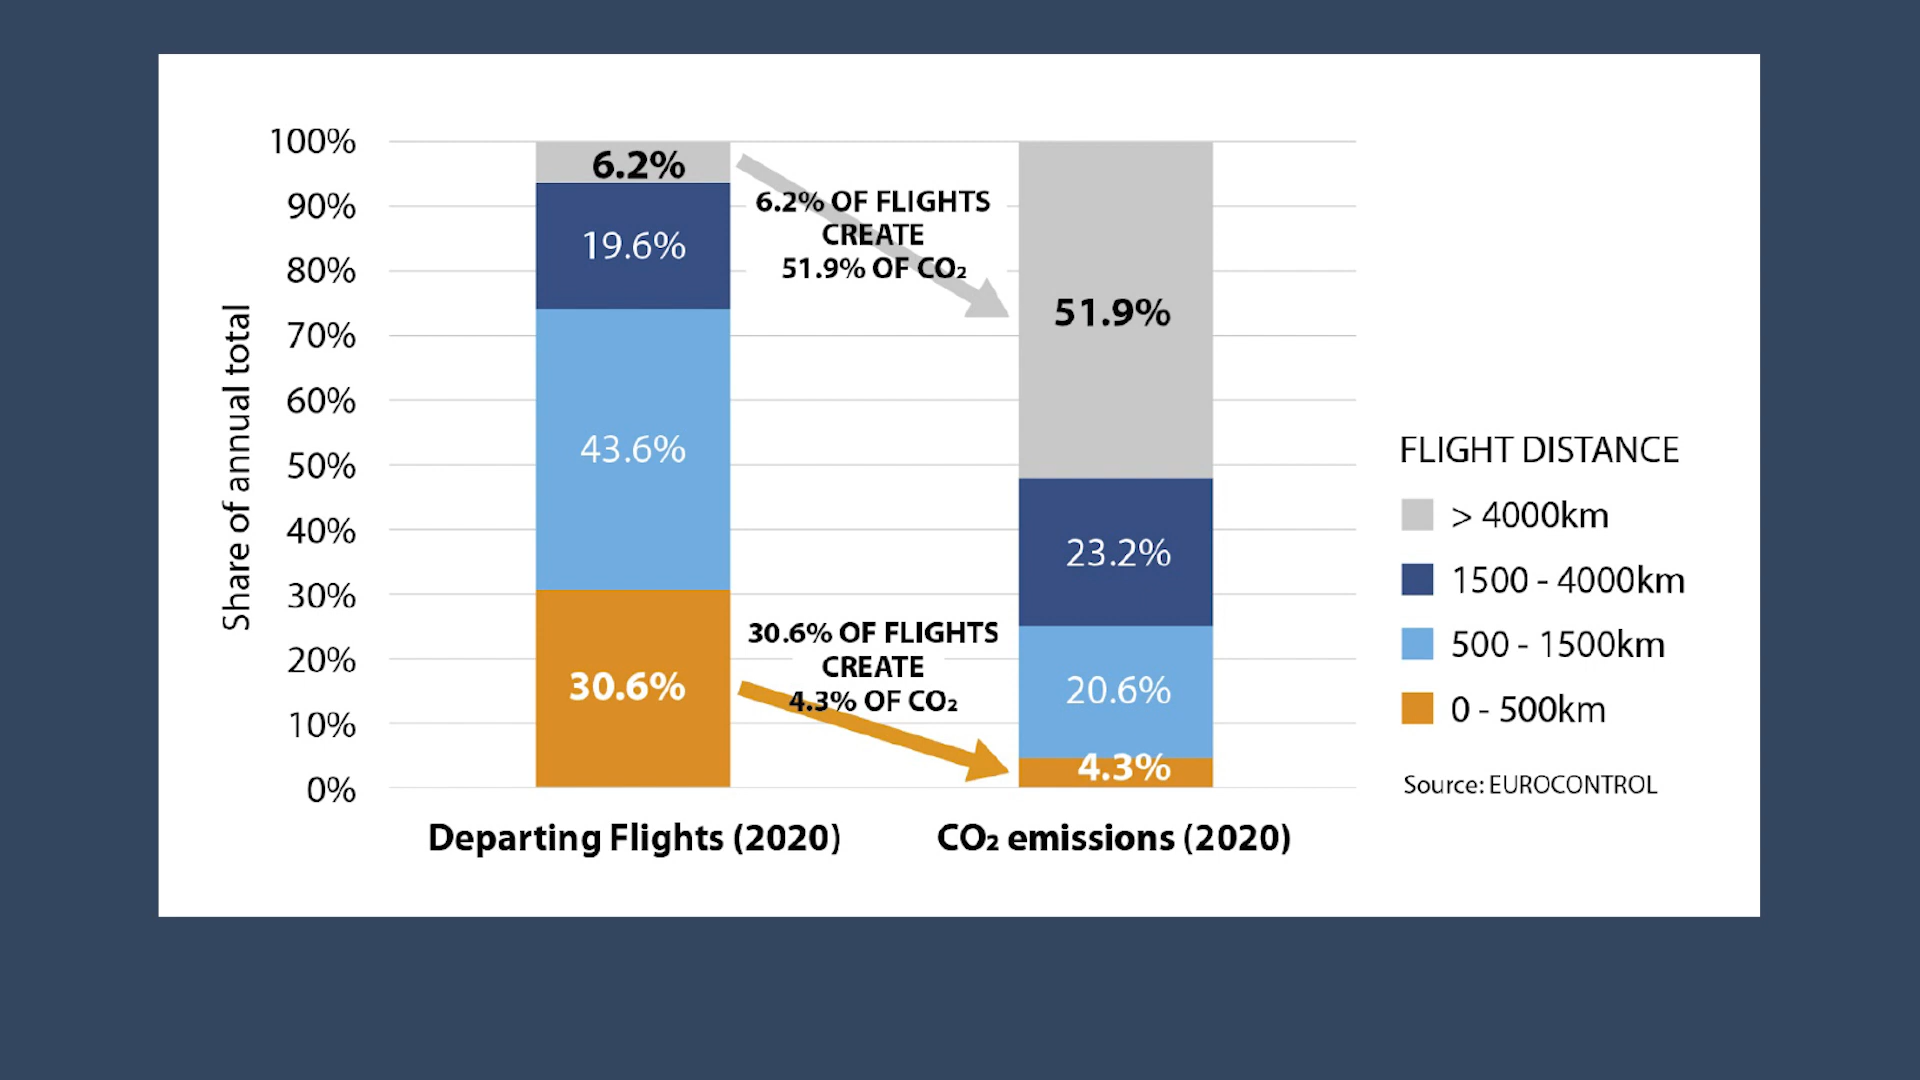 100%
90%
80%
70%
60%
50%
40%
30%
20%
10%
0%
Share of annual total
6.2%
19.6%
43.6%
30.6%
6.2% OF FLIGHTS
CREATE
51.9% OF CO₂
30.6% OF FLIGHTS
CREATE
4.3% OF CO₂
51.9%
23.2%
20.6%
4.3%
Departing Flights (2020)
CO₂ emissions (2020)
FLIGHT DISTANCE
> 4000km
1500 - 4000km
500 - 1500km
0 - 500km
Source: EUROCONTROL